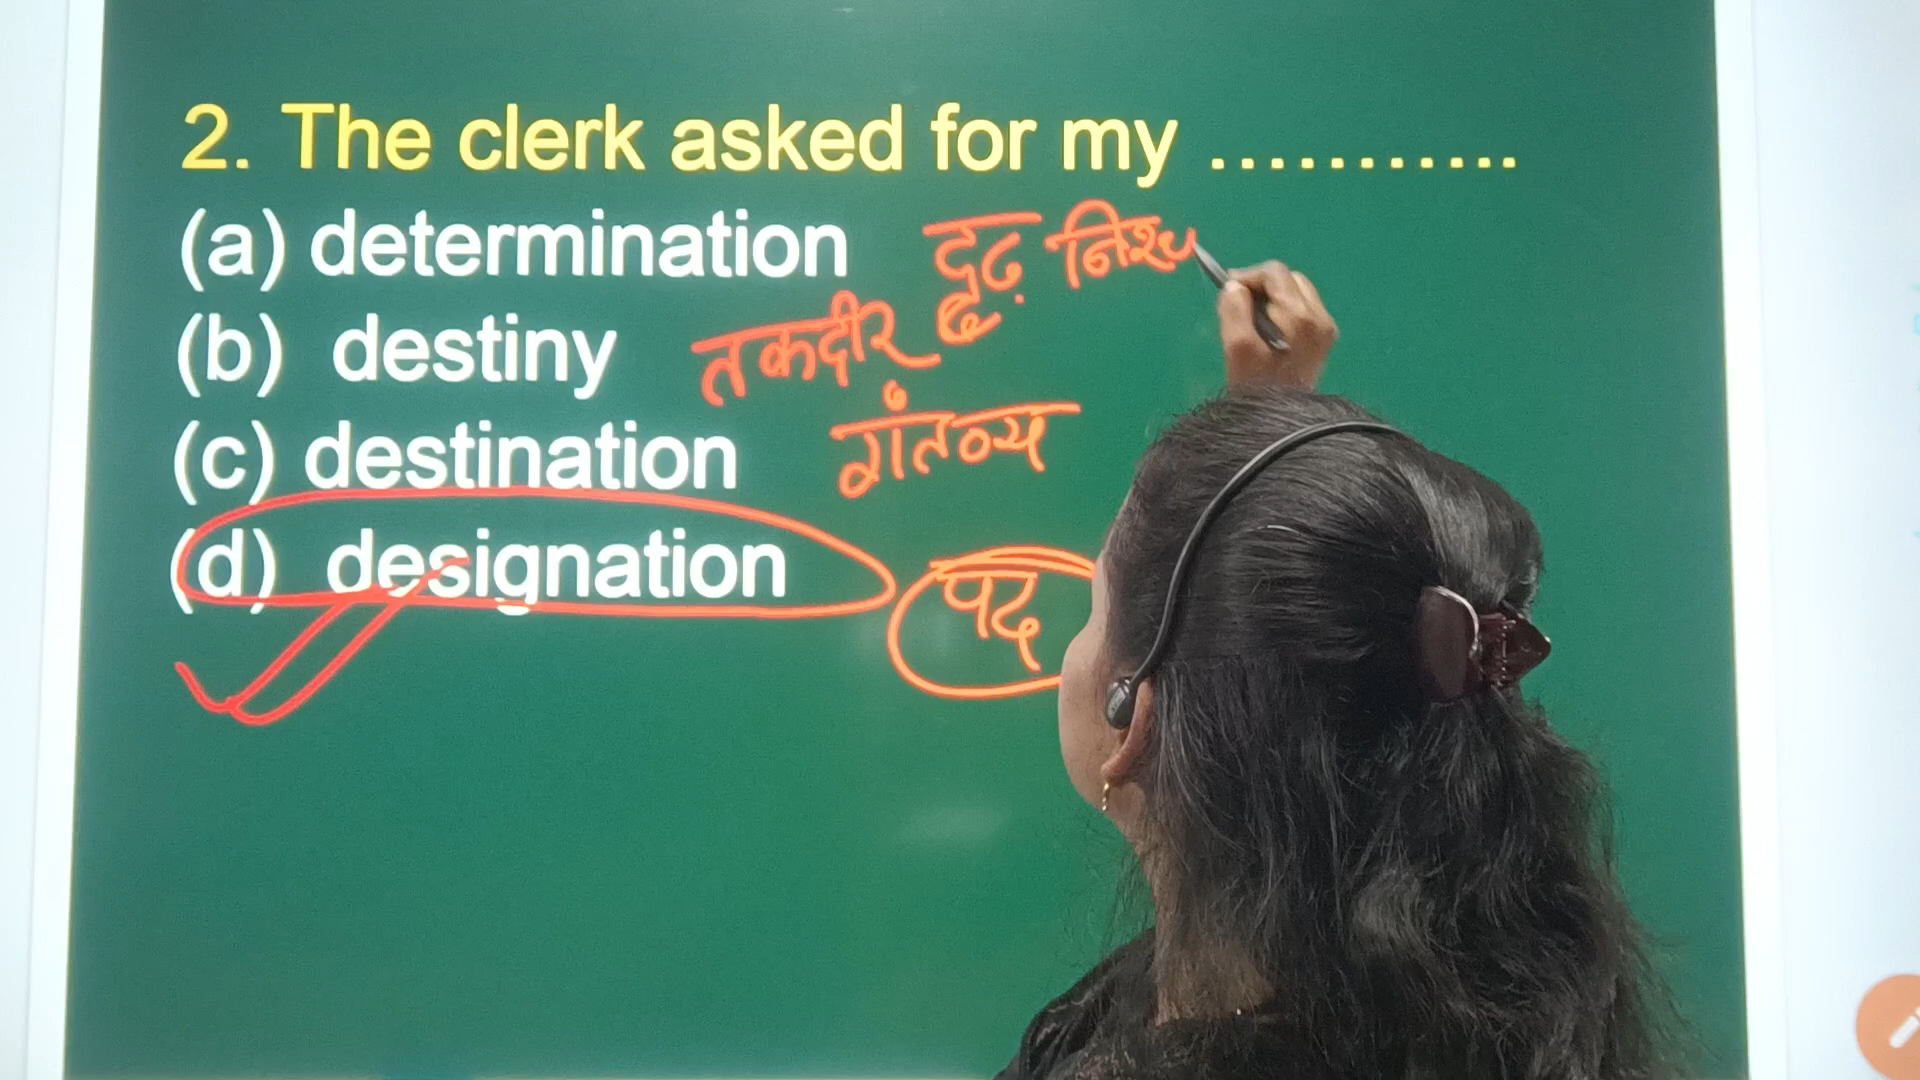 2. The clerk asked for my ...........
(a) determination दृढ़ निश्च
(b) destiny तकदीर
(c) destination गंतव्य
(d) designation पद